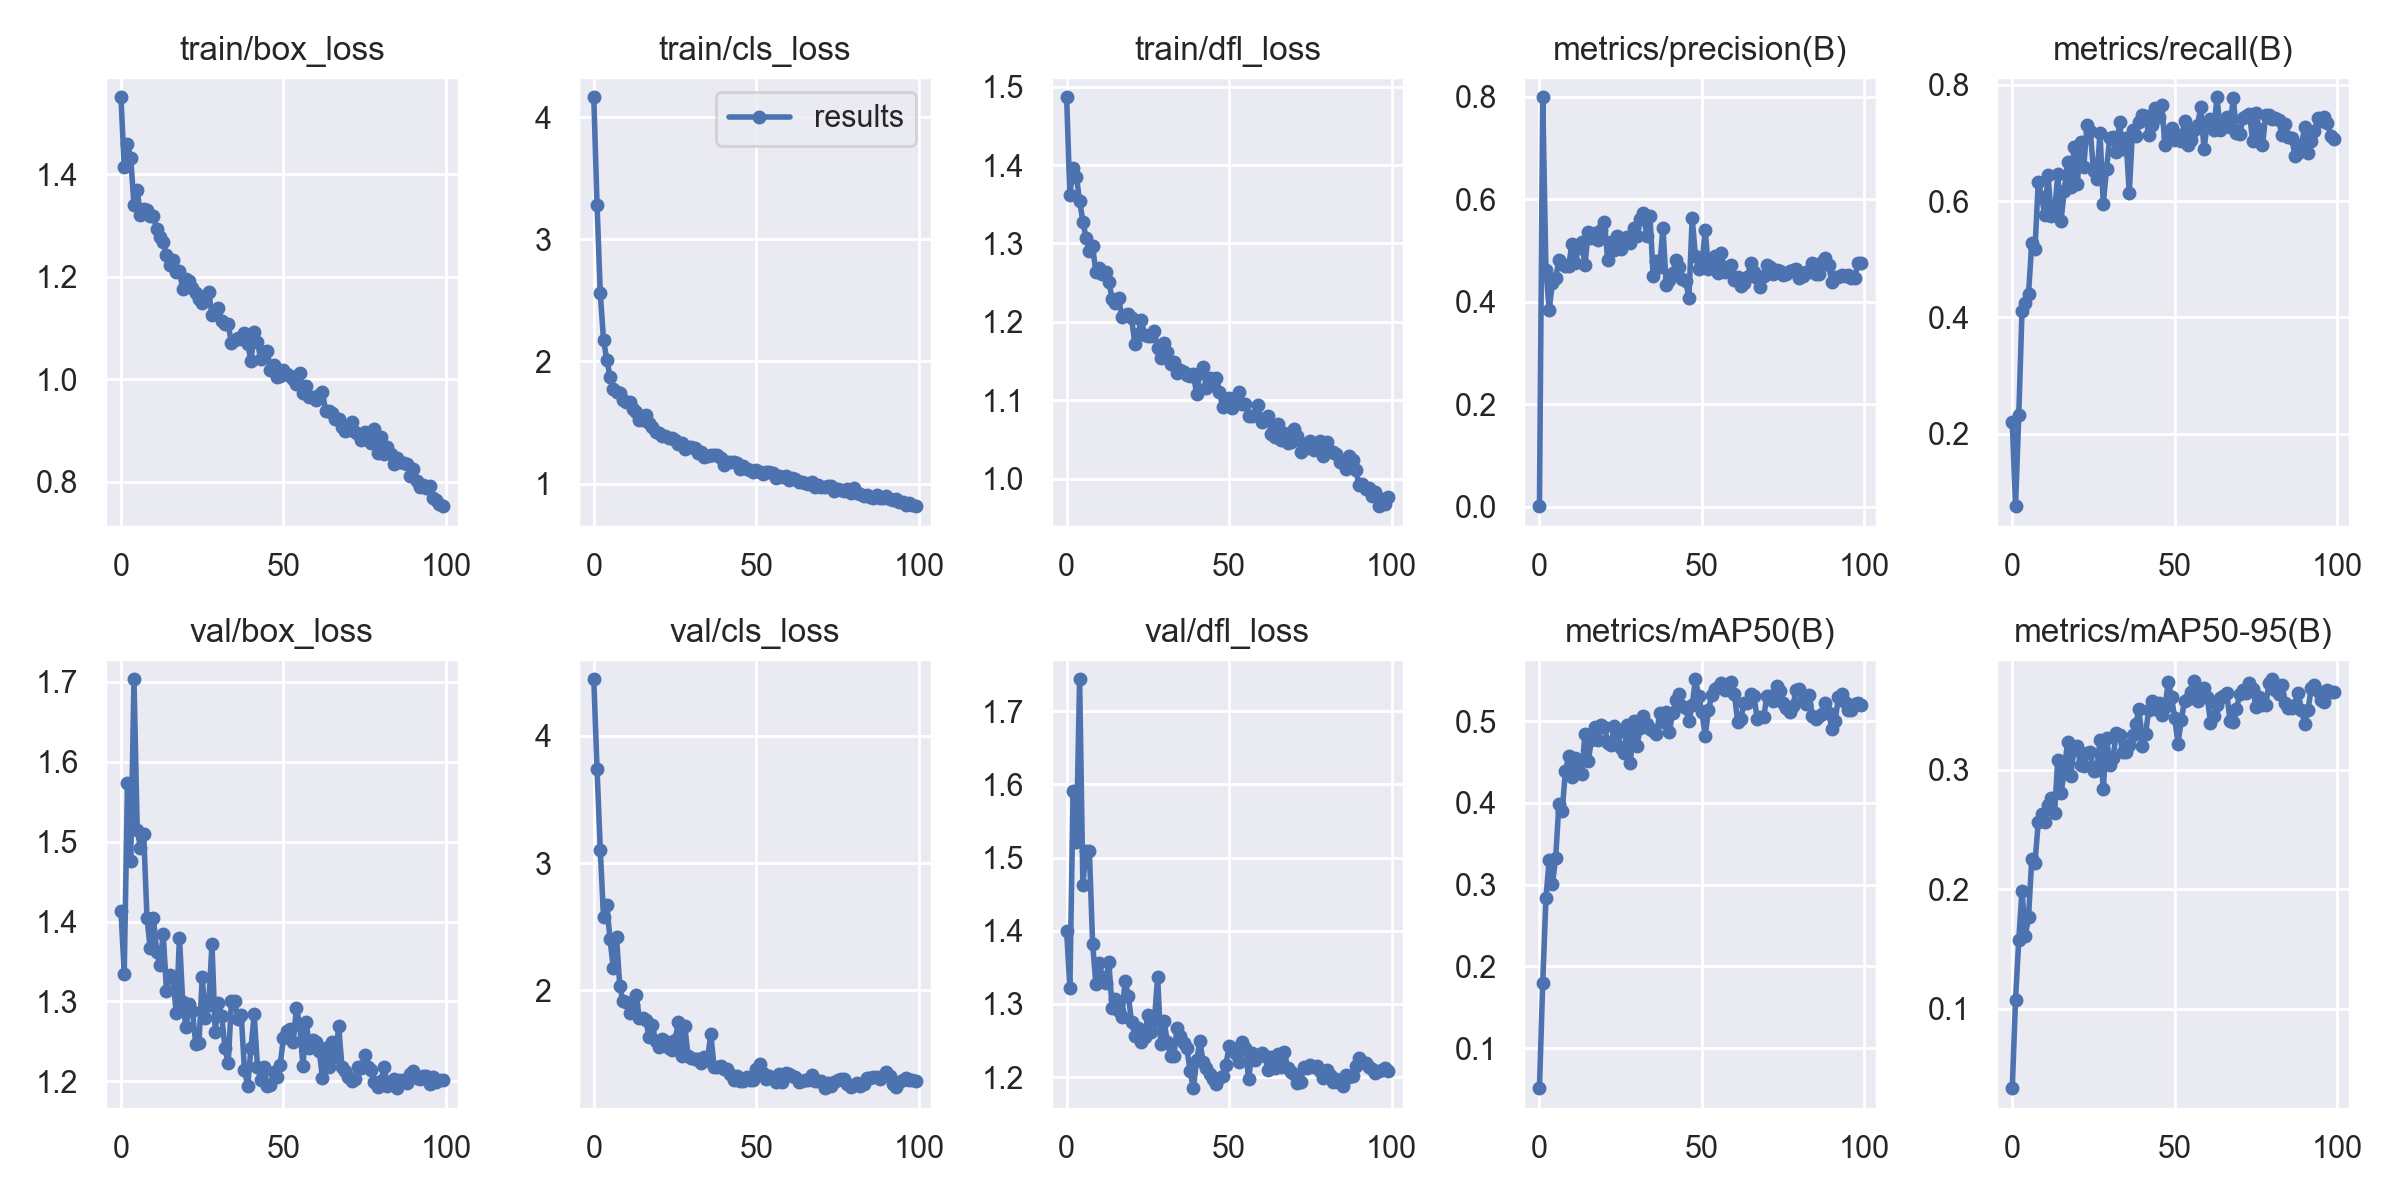 train/box_loss
1.4
1.2
1.0
0.8
0 50 100
train/cls_loss
results
4
3
2
1
0 50 100
train/dfl_loss
1.5
1.4
1.3
1.2
1.1
1.0
0 50 100
metrics/precision(B)
0.8
0.6
0.4
0.2
0.0
0 50 100
metrics/recall(B)
0.8
0.6
0.4
0.2
0 50 100
val/box_loss
1.7
1.6
1.5
1.4
1.3
1.2
0 50 100
val/cls_loss
4
3
2
0 50 100
val/dfl_loss
1.7
1.6
1.5
1.4
1.3
1.2
0 50 100
metrics/mAP50(B)
0.5
0.4
0.3
0.2
0.1
0 50 100
metrics/mAP50-95(B)
0.3
0.2
0.1
0 50 100